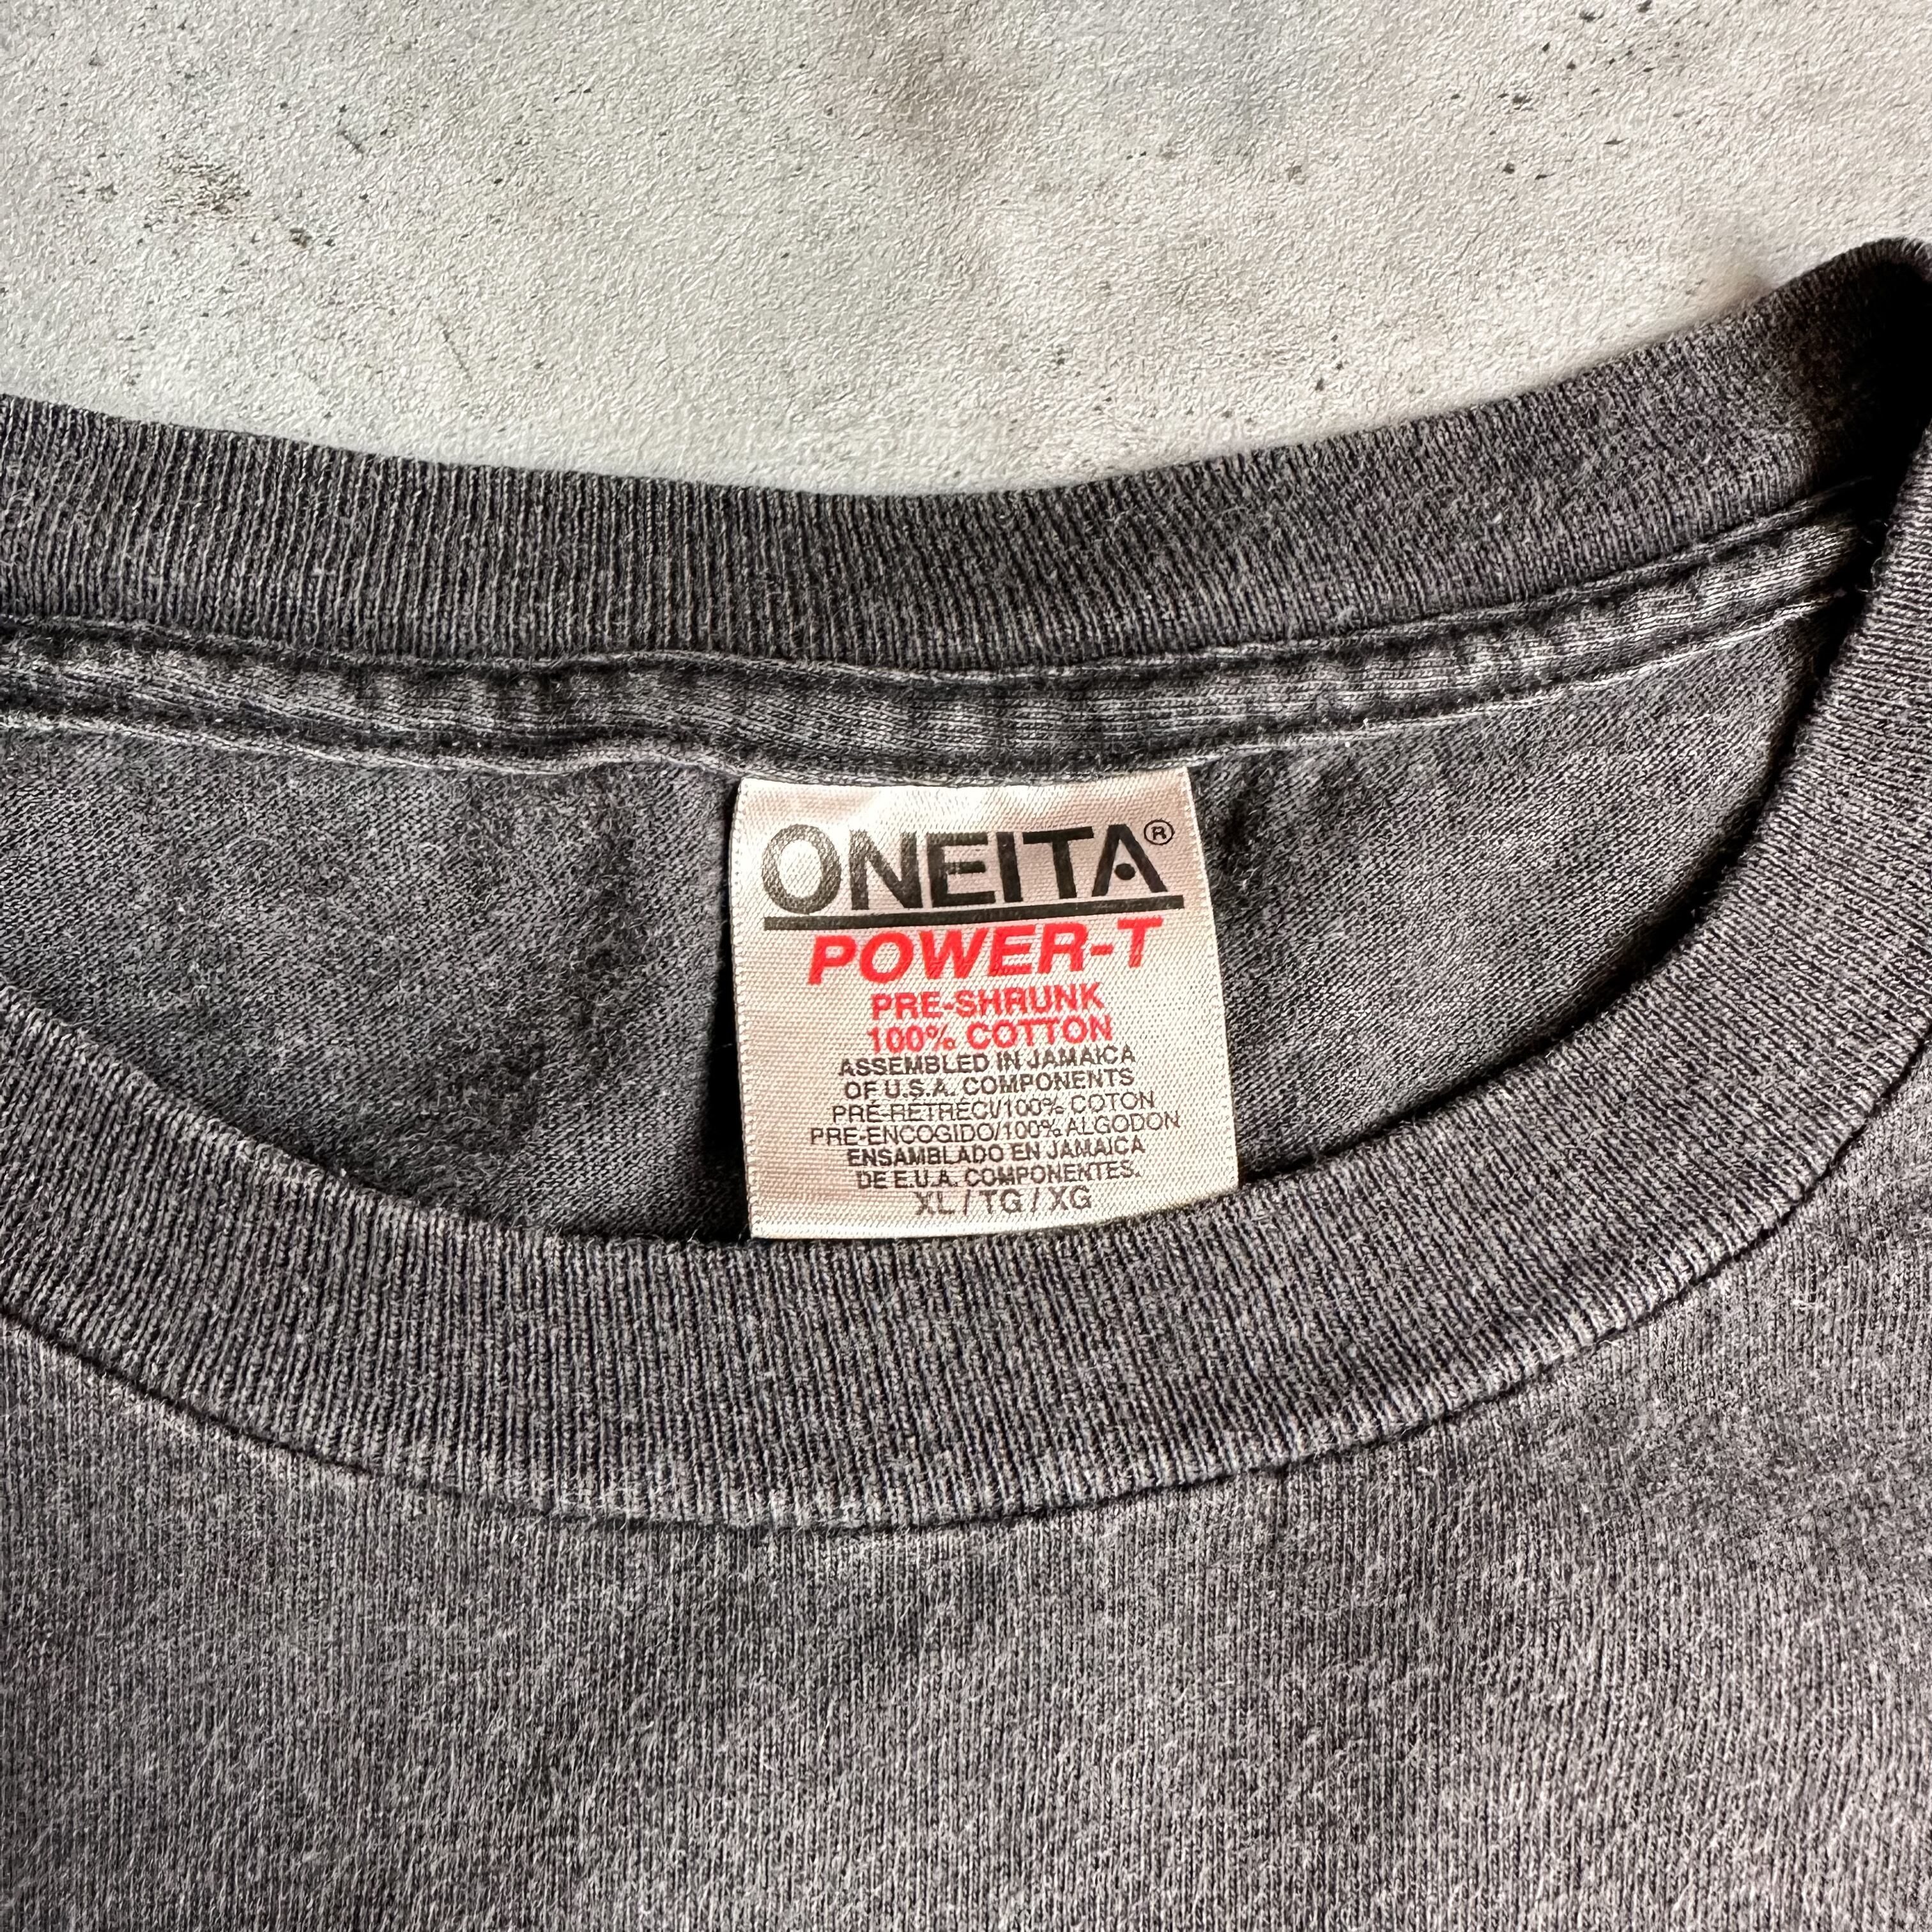 ONEITA®
POWER-T
PRE-SHRUNK
100% COTTON
ASSEMBLED IN JAMAICA
OF U.S.A. COMPONENTS
PRÉ-RÉTRÉCI/100% COTON
PRE-ENCOGIDO/100% ALGODON
ENSAMBLADO EN JAMAICA
DE E.U.A. COMPONENTES.
XL / TG / XG